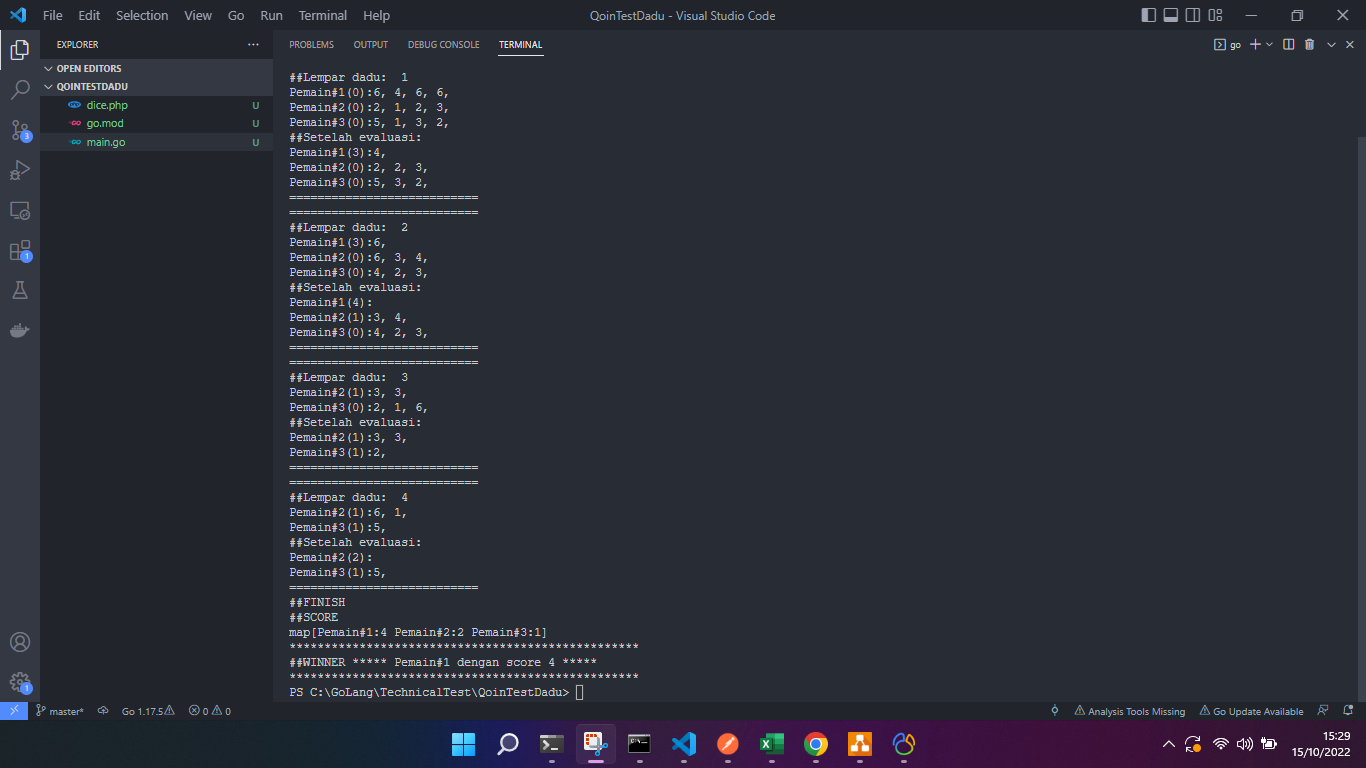 File Edit Selection View Go Run Terminal Help
QoinTestDadu - Visual Studio Code
EXPLORER
OPEN EDITORS
QOINTESTDADU
dice.php U
go.mod U
main.go U
3
1
1
PROBLEMS OUTPUT DEBUG CONSOLE TERMINAL
go
##Lempar dadu:  1
Pemain#1(0):6, 4, 6, 6,
Pemain#2(0):2, 1, 2, 3,
Pemain#3(0):5, 1, 3, 2,
##Setelah evaluasi:
Pemain#1(3):4,
Pemain#2(0):2, 2, 3,
Pemain#3(0):5, 3, 2,
===========================
===========================
##Lempar dadu:  2
Pemain#1(3):6,
Pemain#2(0):6, 3, 4,
Pemain#3(0):4, 2, 3,
##Setelah evaluasi:
Pemain#1(4):
Pemain#2(1):3, 4,
Pemain#3(0):4, 2, 3,
===========================
===========================
##Lempar dadu:  3
Pemain#2(1):3, 3,
Pemain#3(0):2, 1, 6,
##Setelah evaluasi:
Pemain#2(1):3, 3,
Pemain#3(1):2,
===========================
===========================
##Lempar dadu:  4
Pemain#2(1):6, 1,
Pemain#3(1):5,
##Setelah evaluasi:
Pemain#2(2):
Pemain#3(1):5,
===========================
##FINISH
##SCORE
map[Pemain#1:4 Pemain#2:2 Pemain#3:1]
**************************************************
##WINNER ***** Pemain#1 dengan score 4 *****
**************************************************
PS C:\GoLang\TechnicalTest\QoinTestDadu>
master* Go 1.17.5 0 0
Analysis Tools Missing Go Update Available
15:29
15/10/2022